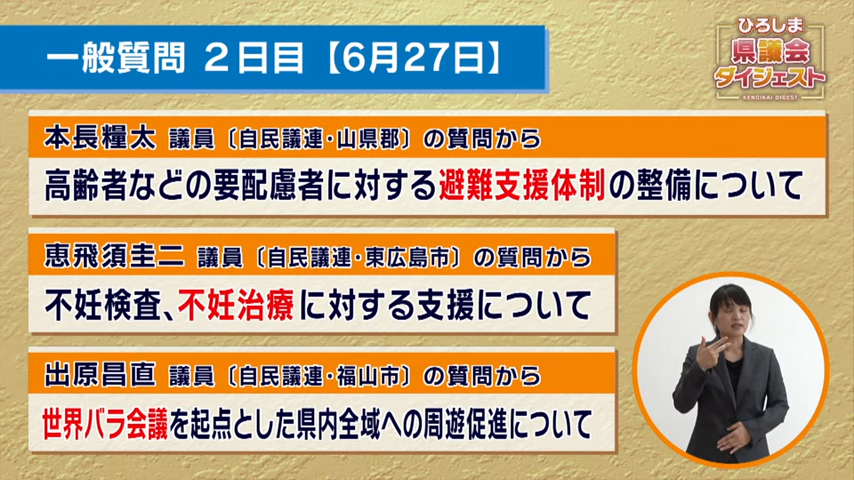 一般質問 2日目【6月27日】
ひろしま
県議会
ダイジェスト
KENGIKAI DIGEST
本長糧太 議員〔自民議連・山県郡〕の質問から
高齢者などの要配慮者に対する避難支援体制の整備について
恵飛須圭二 議員〔自民議連・東広島市〕の質問から
不妊検査、不妊治療に対する支援について
出原昌直 議員〔自民議連・福山市〕の質問から
世界バラ会議を起点とした県内全域への周遊促進について